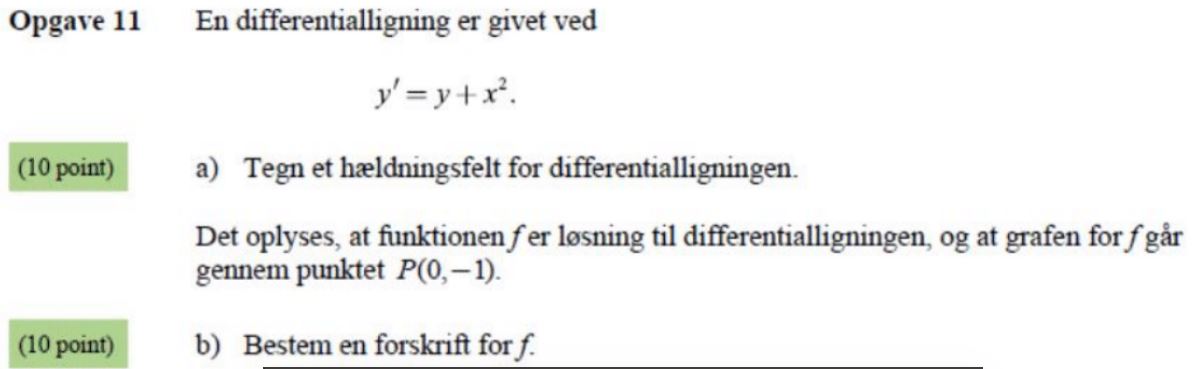 Opgave 11 En differentialligning er givet ved
y′ = y + x².
(10 point) a) Tegn et hældningsfelt for differentialligningen.
Det oplyses, at funktionen f er løsning til differentialligningen, og at grafen for f går
gennem punktet P(0,−1).
(10 point) b) Bestem en forskrift for f.